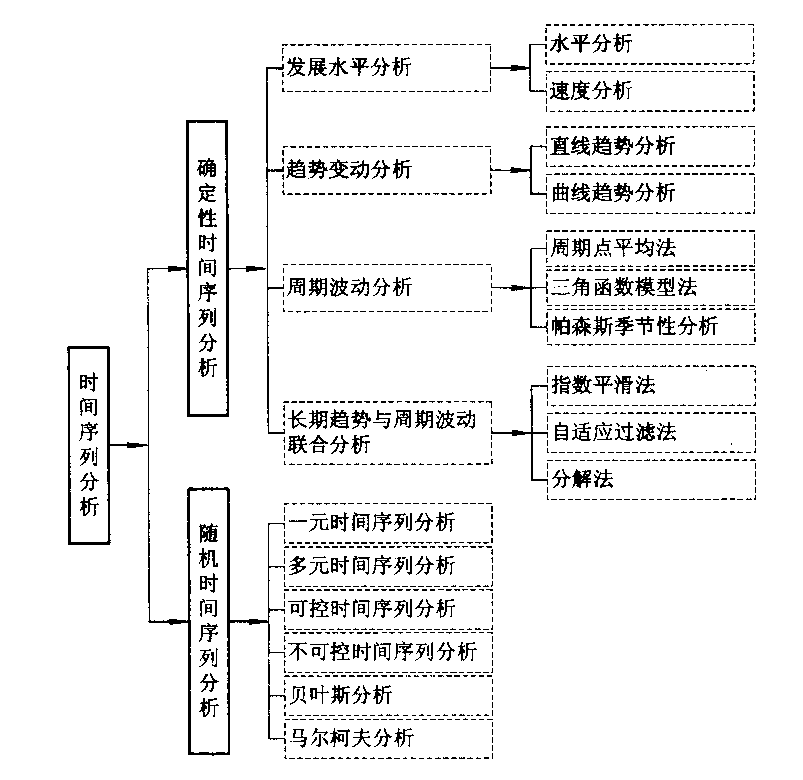 时间序列分析
确定性时间序列分析
发展水平分析
水平分析
速度分析
趋势变动分析
直线趋势分析
曲线趋势分析
周期波动分析
周期点平均法
三角函数模型法
帕森斯季节性分析
长期趋势与周期波动
联合分析
指数平滑法
自适应过滤法
分解法
随机时间序列分析
一元时间序列分析
多元时间序列分析
可控时间序列分析
不可控时间序列分析
贝叶斯分析
马尔柯夫分析